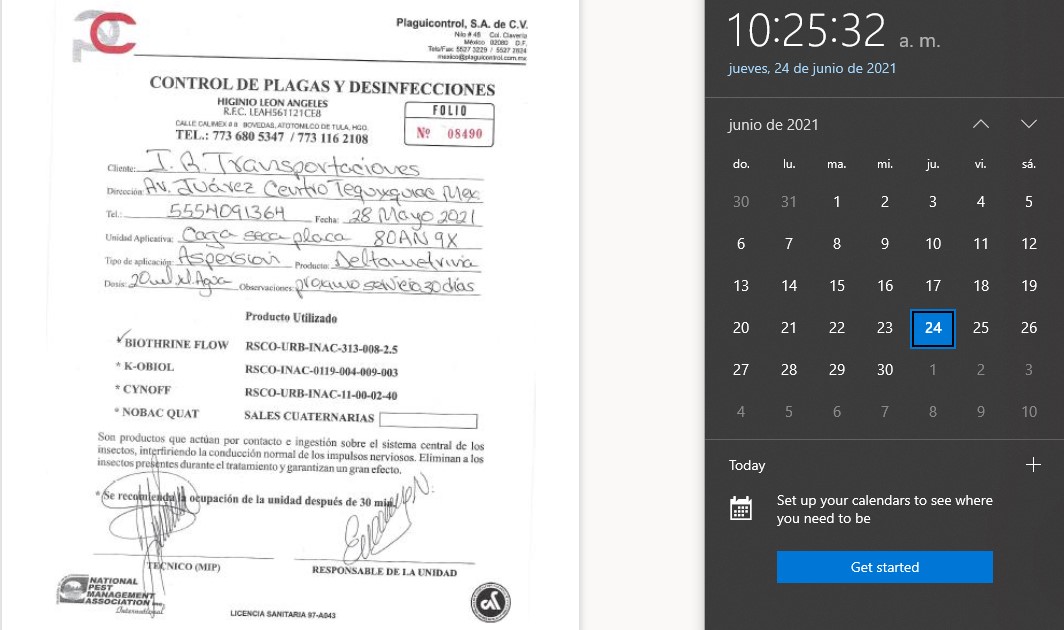 Plaguicontrol, S.A. de C.V.
Nilo # 45 Col. Clavería
México 02080 D.F.
Tels/Fax: 5527 3229 / 5527 2824
mexico@plaguicontrol.com.mx
CONTROL DE PLAGAS Y DESINFECCIONES
HIGINIO LEON ANGELES
R.F.C. LEAH561121CE8
CALLE CALIMEX # 8 BOVEDAS, ATOTONILCO DE TULA, HGO.
TEL.: 773 680 5347 / 773 116 2108
FOLIO
Nº 08490
Cliente: I.R. Transportaciones
Dirección: Av. Juárez Centro Tequixquiac Mex
Tel.: 5554091364 Fecha: 28 Mayo 2021
Unidad Aplicativa: Caja seca placa 80AN9X
Tipo de aplicación: Aspersion Producto: Deltametrivia
Dosis: 20ml xl. Agua Observaciones: proximo servicio 30 días
Producto Utilizado
✓BIOTHRINE FLOW RSCO-URB-INAC-313-008-2.5
* K-OBIOL RSCO-INAC-0119-004-009-003
* CYNOFF RSCO-URB-INAC-11-00-02-40
* NOBAC QUAT SALES CUATERNARIAS
Son productos que actúan por contacto e ingestión sobre el sistema central de los
insectos, interfiriendo la conducción normal de los impulsos nerviosos. Eliminan a los
insectos presentes durante el tratamiento y garantizan un gran efecto.
* Se recomienda la ocupación de la unidad después de 30 min.
TECNICO (MIP)
RESPONSABLE DE LA UNIDAD
NATIONAL
PEST
MANAGEMENT
ASSOCIATION INC.
International
LICENCIA SANITARIA 97-A043
10:25:32 a. m.
jueves, 24 de junio de 2021
junio de 2021
do. lu. ma. mi. ju. vi. sá.
30 31 1 2 3 4 5
6 7 8 9 10 11 12
13 14 15 16 17 18 19
20 21 22 23 24 25 26
27 28 29 30 1 2 3
4 5 6 7 8 9 10
Today
Set up your calendars to see where
you need to be
Get started